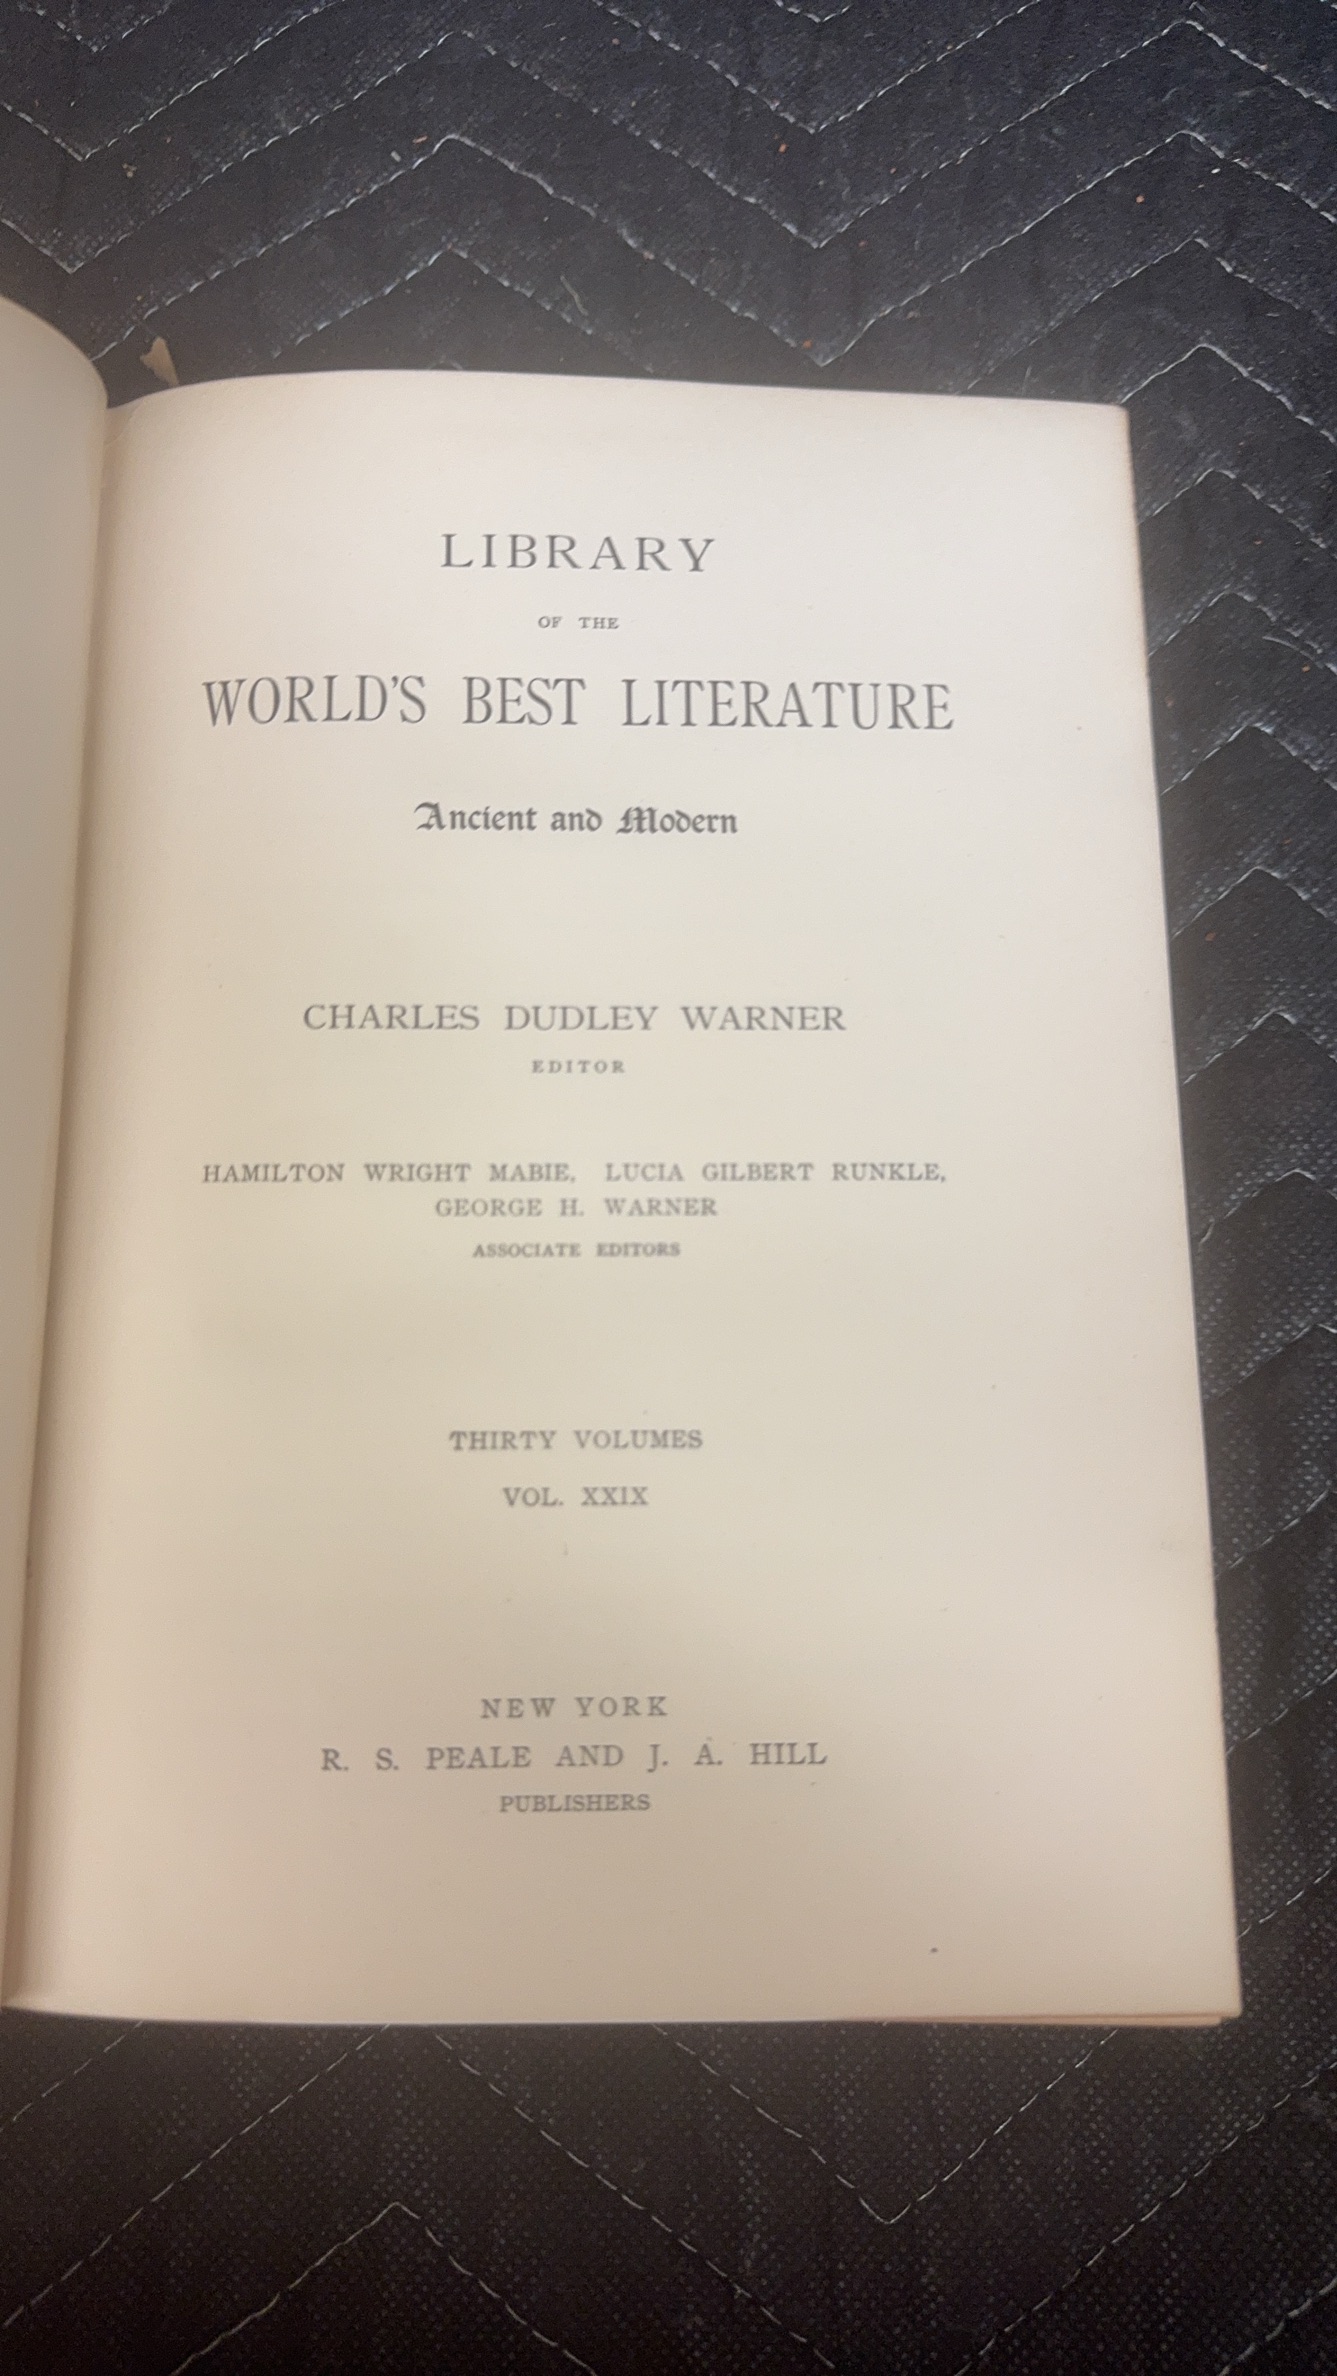 LIBRARY
OF THE
WORLD'S BEST LITERATURE
Ancient and Modern
CHARLES DUDLEY WARNER
EDITOR
HAMILTON WRIGHT MABIE, LUCIA GILBERT RUNKLE,
GEORGE H. WARNER
ASSOCIATE EDITORS
THIRTY VOLUMES
VOL. XXIX
NEW YORK
R. S. PEALE AND J. A. HILL
PUBLISHERS